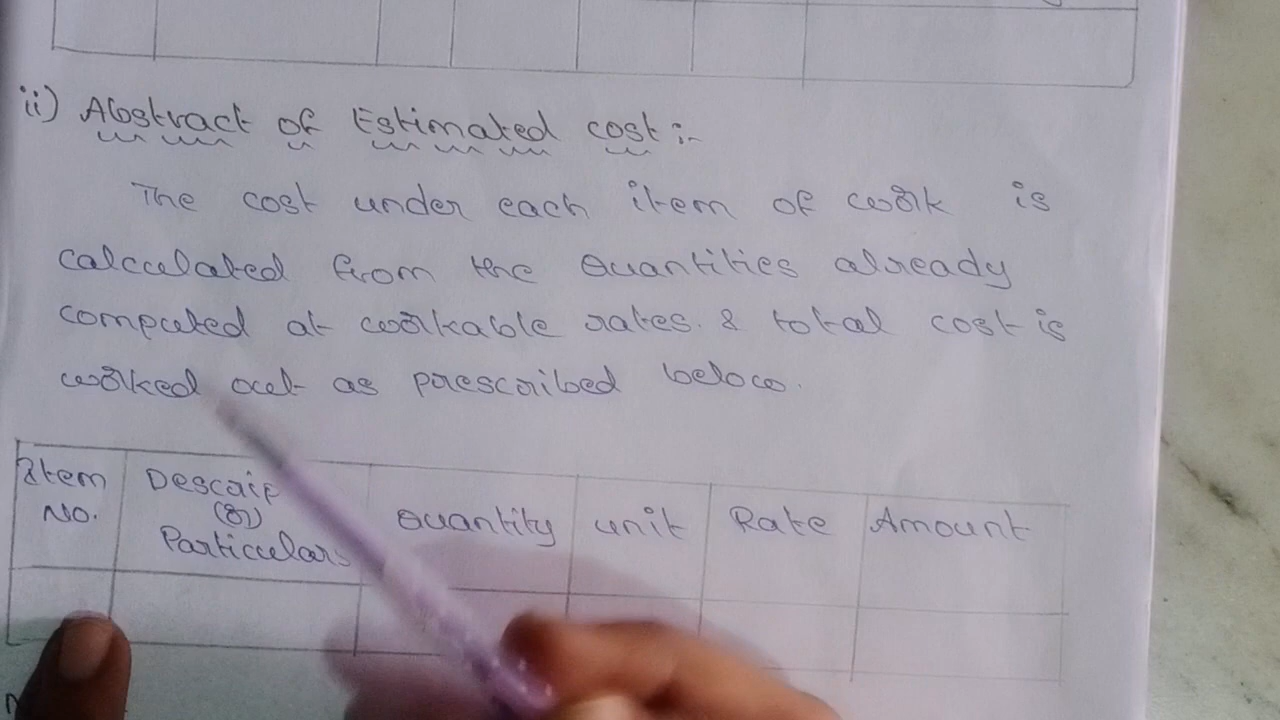 ii) Abstract of Estimated cost :-
The cost under each item of work is
calculated from the Quantities already
computed at workable rates. & total cost is
worked out as prescribed below.
Item No. Descrip (or) Particulars Quantity unit Rate Amount